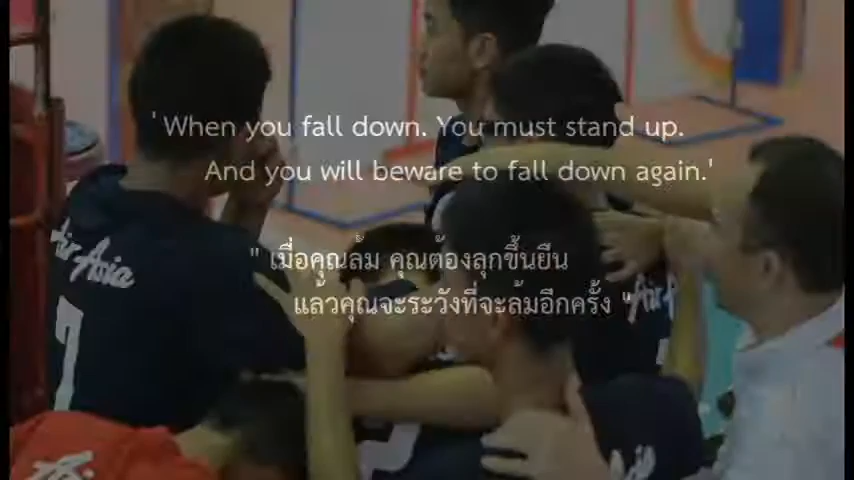 ' When you fall down. You must stand up.
And you will beware to fall down again.'
" เมื่อคุณล้ม คุณต้องลุกขึ้นยืน
แล้วคุณจะระวังที่จะล้มอีกครั้ง "
Air Asia
7